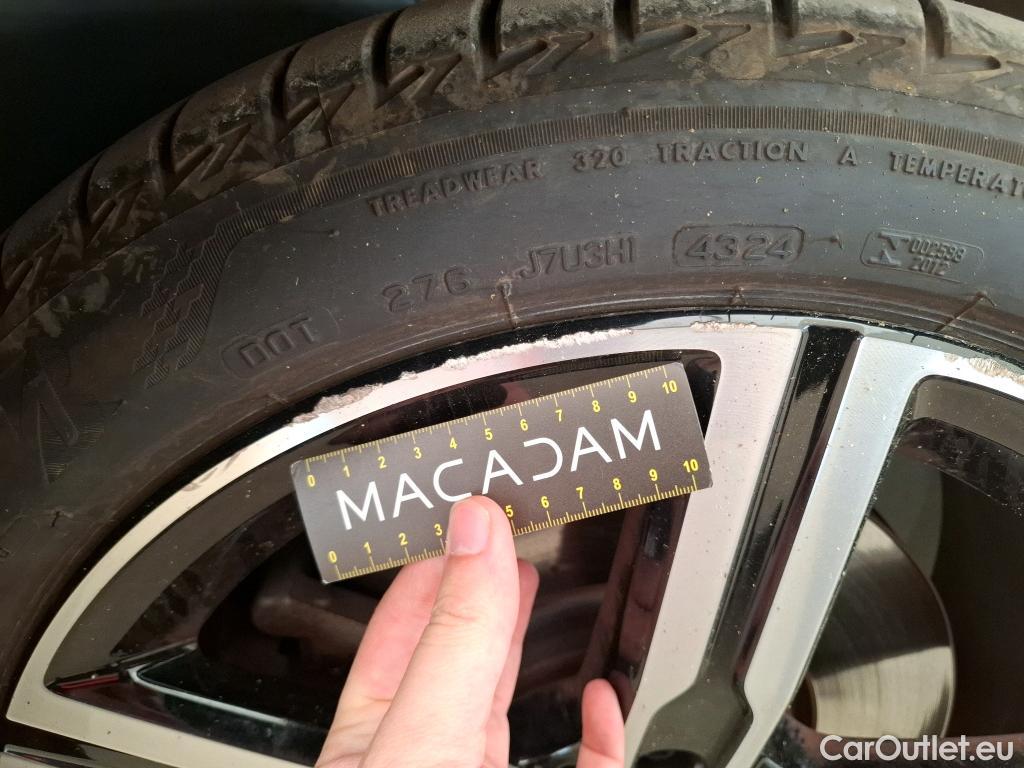 TREADWEAR 320 TRACTION A TEMPERAT
DOT 276 J7U3H1 4324
002598
2012
0 1 2 3 4 5 6 7 8 9 10
MACADAM
0 1 2 3 5 6 7 8 9 10
CarOutlet.eu